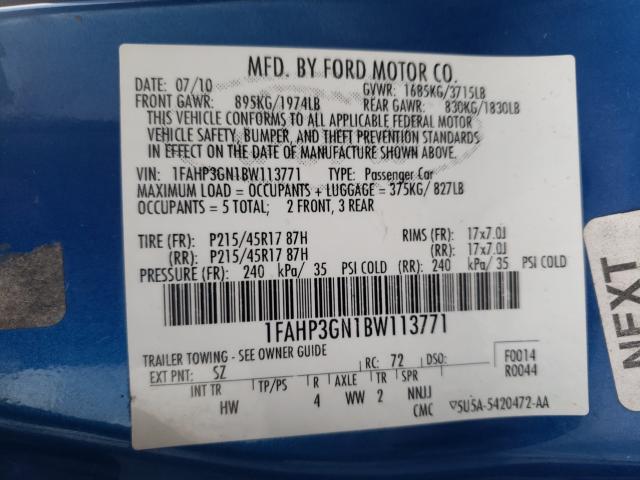 MFD. BY FORD MOTOR CO.
DATE: 07/10 GVWR: 1685KG/3715LB
FRONT GAWR: 895KG/1974LB REAR GAWR: 830KG/1830LB
THIS VEHICLE CONFORMS TO ALL APPLICABLE FEDERAL MOTOR
VEHICLE SAFETY, BUMPER, AND THEFT PREVENTION STANDARDS
IN EFFECT ON THE DATE OF MANUFACTURE SHOWN ABOVE.
VIN: 1FAHP3GN1BW113771 TYPE: Passenger Car
MAXIMUM LOAD = OCCUPANTS + LUGGAGE = 375KG/ 827LB
OCCUPANTS = 5 TOTAL; 2 FRONT, 3 REAR
TIRE (FR): P215/45R17 87H RIMS (FR): 17x7.0J
(RR): P215/45R17 87H (RR): 17x7.0J
PRESSURE (FR): 240 kPa/ 35 PSI COLD (RR): 240 kPa/ 35 PSI COLD
1FAHP3GN1BW113771
TRAILER TOWING - SEE OWNER GUIDE
EXT PNT: SZ RC: 72 DSO: F0014
R0044
INT TR TP/PS R AXLE TR SPR
HW 4 WW 2 NNJJ
CMC ▽5U5A-5420472-AA
NEXT